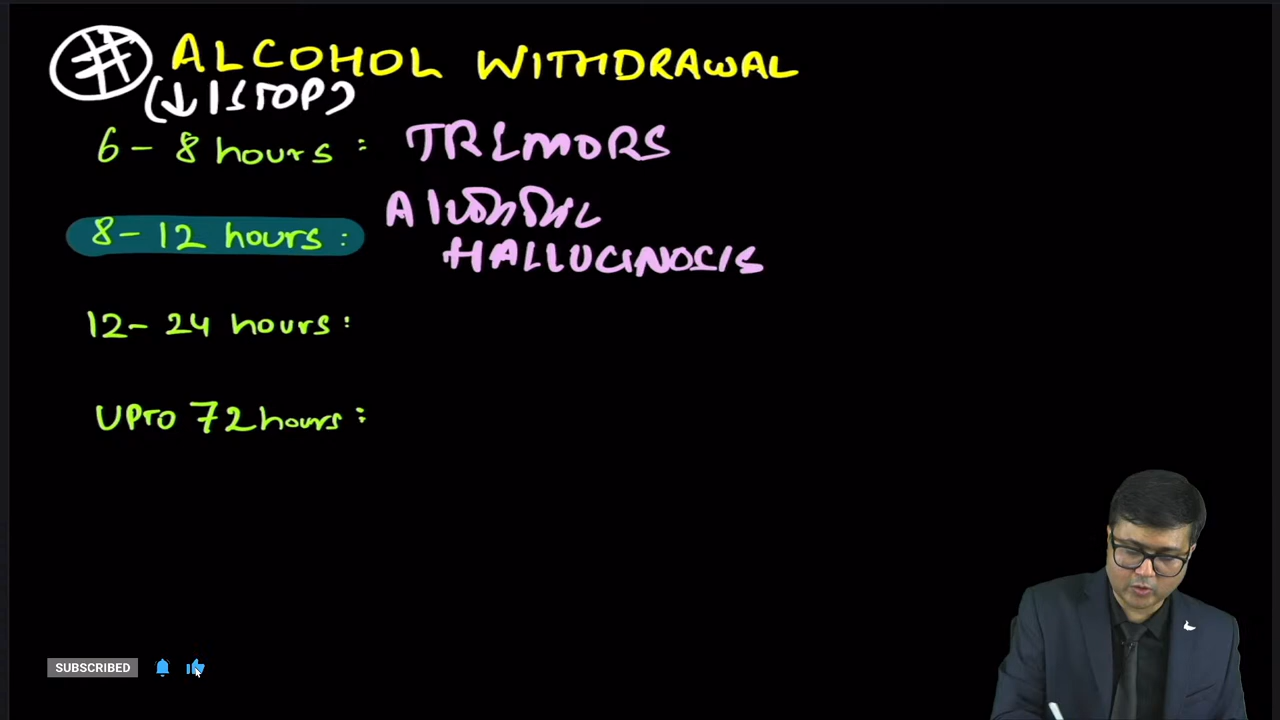 # ALCOHOL WITHDRAWAL
(↓ | STOP)
6 - 8 hours : TREMORS
8 - 12 hours : Alcoholic
HALLUCINOSIS
12 - 24 hours :
UPTO 72 hours :
SUBSCRIBED